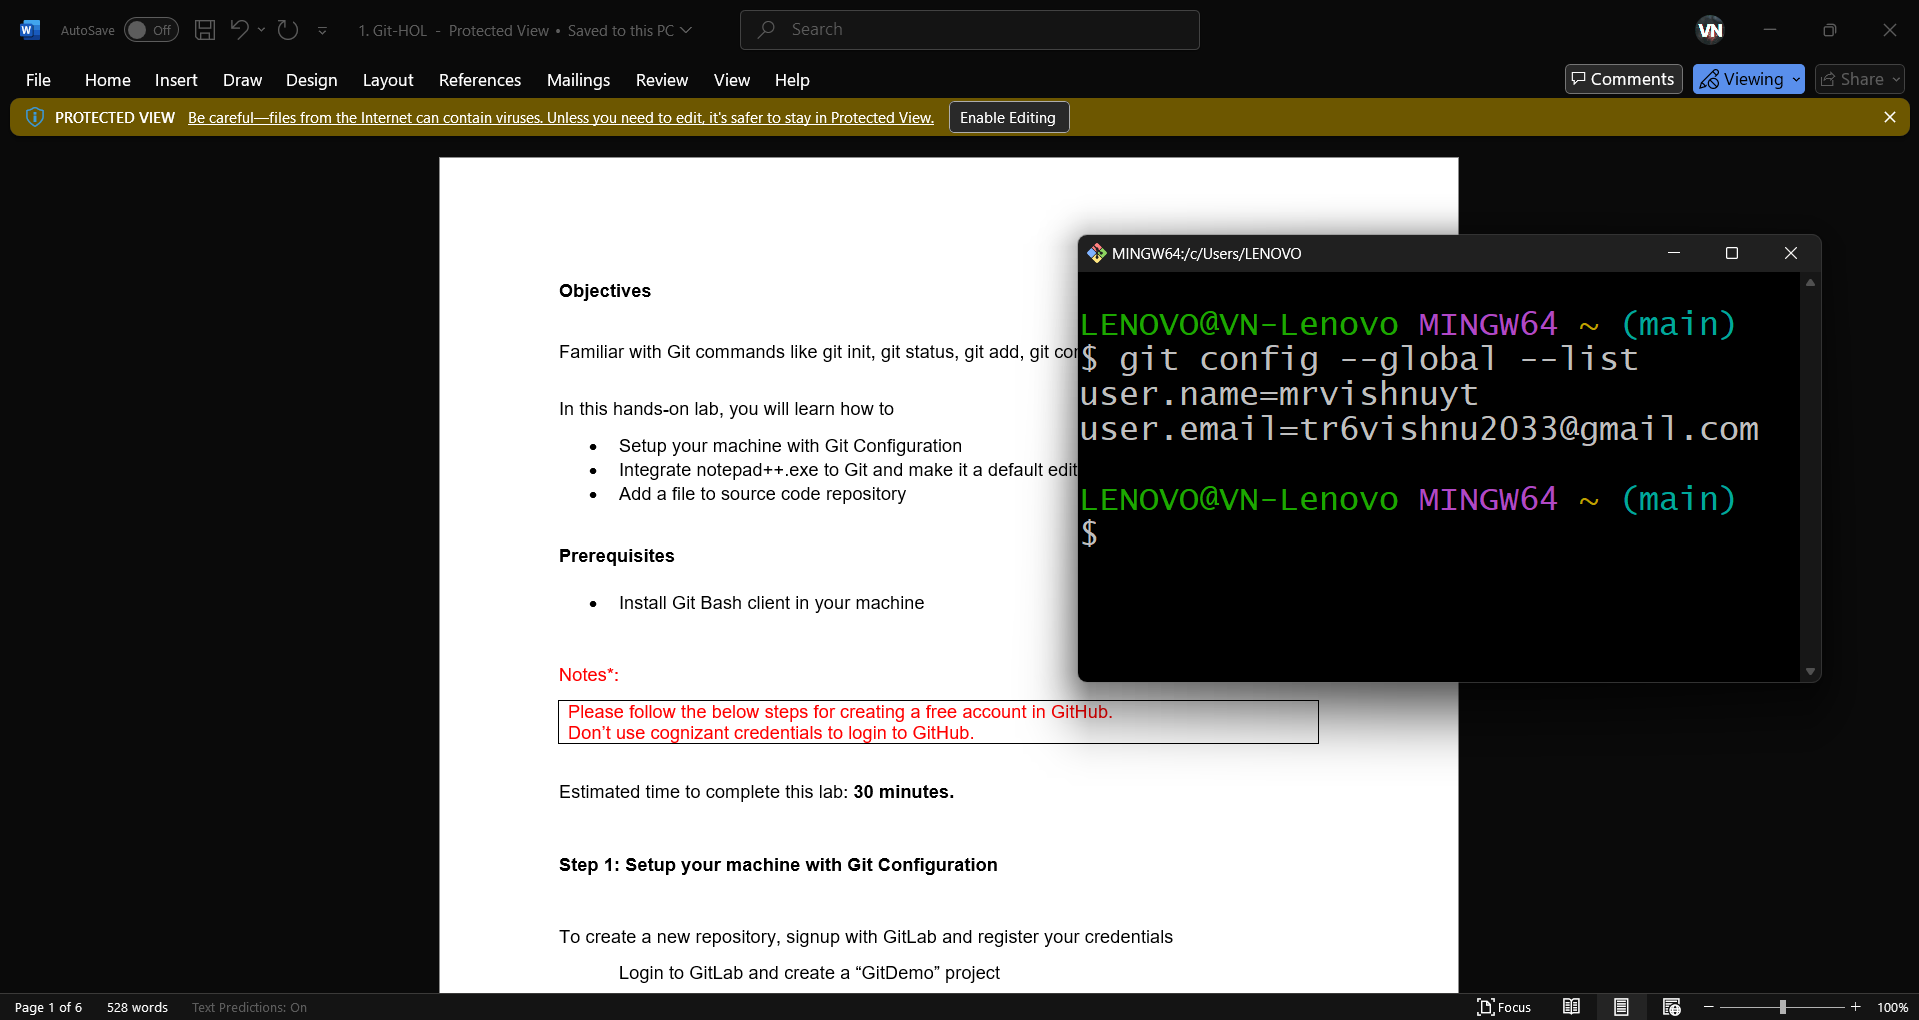 AutoSave Off 1. Git-HOL - Protected View • Saved to this PC Search VN
File Home Insert Draw Design Layout References Mailings Review View Help Comments Viewing Share
PROTECTED VIEW Be careful—files from the Internet can contain viruses. Unless you need to edit, it's safer to stay in Protected View. Enable Editing
Objectives
Familiar with Git commands like git init, git status, git add, git
In this hands-on lab, you will learn how to
• Setup your machine with Git Configuration
• Integrate notepad++.exe to Git and make it a default
• Add a file to source code repository
Prerequisites
• Install Git Bash client in your machine
Notes*:
Please follow the below steps for creating a free account in GitHub.
Don't use cognizant credentials to login to GitHub.
Estimated time to complete this lab: 30 minutes.
Step 1: Setup your machine with Git Configuration
To create a new repository, signup with GitLab and register your credentials
Login to GitLab and create a “GitDemo” project
MINGW64:/c/Users/LENOVO
LENOVO@VN-Lenovo MINGW64 ~ (main)
$ git config --global --list
user.name=mrvishnuyt
user.email=tr6vishnu2033@gmail.com
LENOVO@VN-Lenovo MINGW64 ~ (main)
$
Page 1 of 6 528 words Text Predictions: On Focus 100%